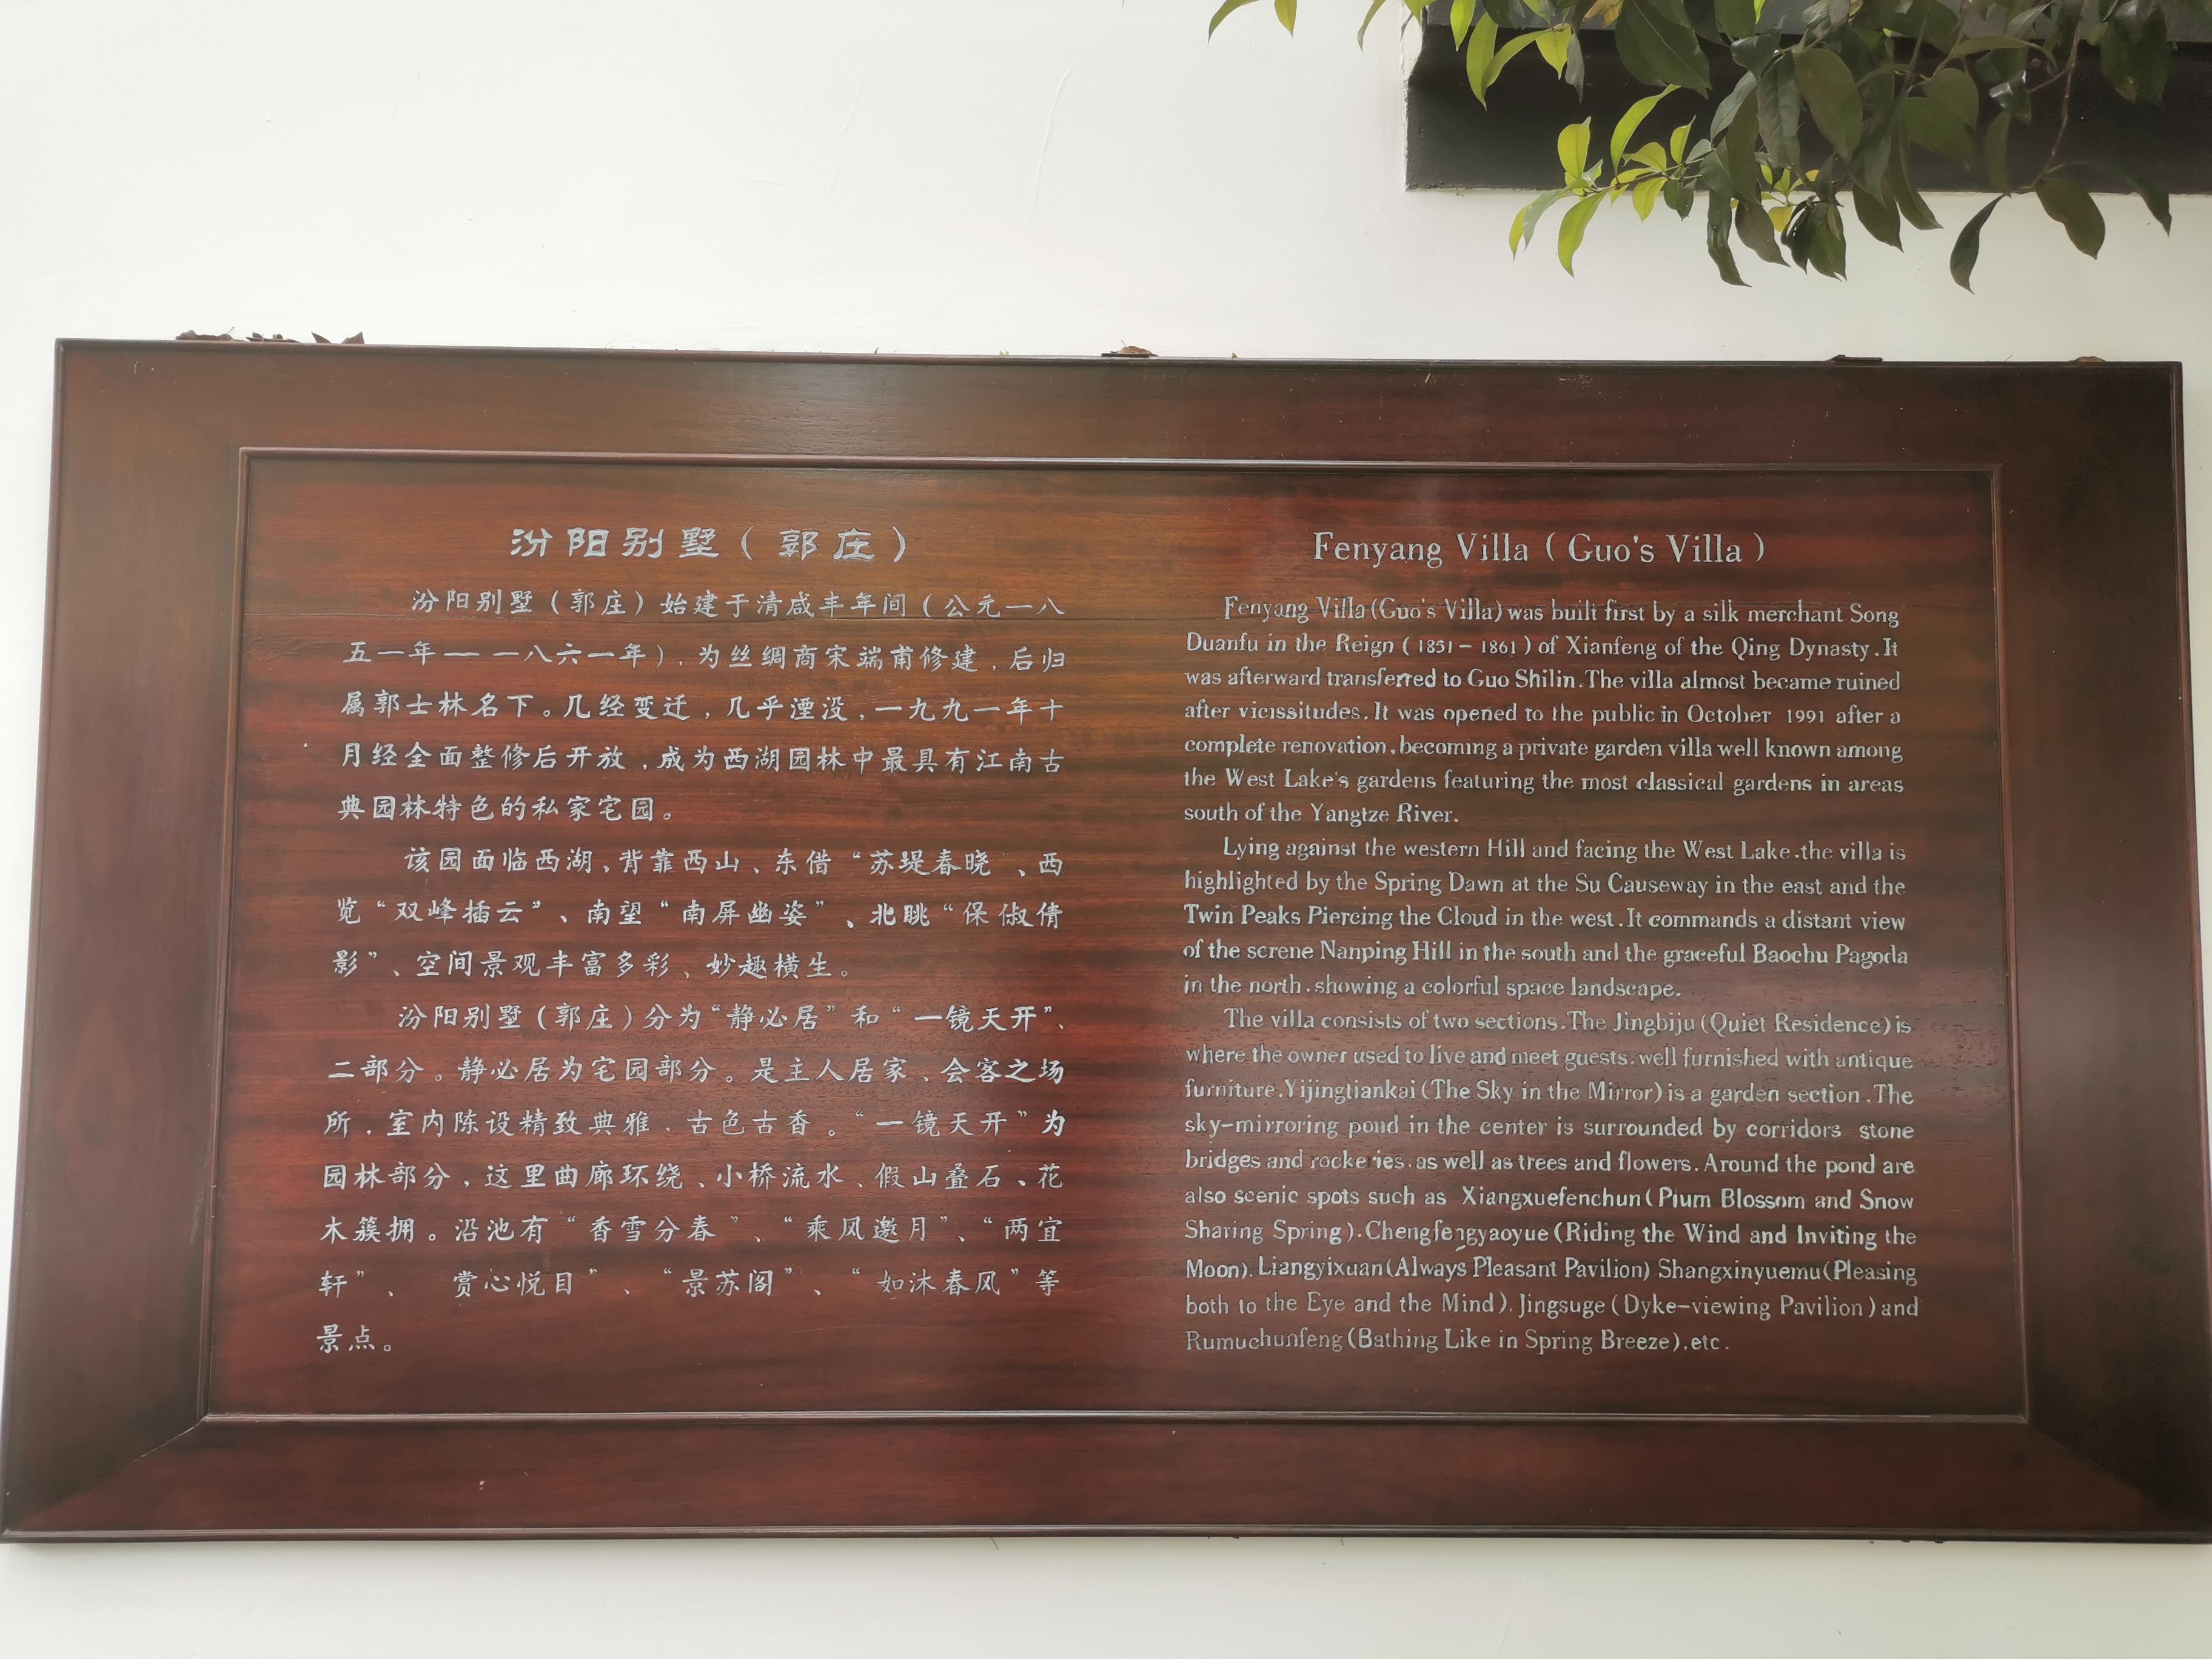 汾阳别墅（郭庄）
汾阳别墅（郭庄）始建于清咸丰年间（公元一八
五一年——一八六一年），为丝绸商宋端甫修建，后归
属郭士林名下。几经变迁，几乎湮没，一九九一年十
月经全面整修后开放，成为西湖园林中最具有江南古
典园林特色的私家宅园。
该园面临西湖、背靠西山、东借“苏堤春晓 、西
览“双峰插云”、南望“南屏幽姿”、北眺“保俶倩
影”、空间景观丰富多彩、妙趣横生。
汾阳别墅（郭庄）分为“静必居”和“一镜天开”、
二部分。静必居为宅园部分。是主人居家、会客之场
所，室内陈设精致典雅，古色古香。“一镜天开”为
园林部分，这里曲廊环绕、小桥流水、假山叠石、花
木簇拥。沿池有“香雪分春”、“乘风邀月”、“两宜
轩”、 赏心悦目”、“景苏阁”、“如沐春风”等
景点。
Fenyang Villa ( Guo's Villa )
Fenyang Villa (Guo's Villa) was built first by a silk merchant Song
Duanfu in the Reign ( 1851 - 1861 ) of Xianfeng of the Qing Dynasty. It
was afterward transferred to Guo Shilin. The villa almost became ruined
after vicissitudes. It was opened to the public in October 1991 after a
complete renovation, becoming a private garden villa well known among
the West Lake's gardens featuring the most classical gardens in areas
south of the Yangtze River.
Lying against the western Hill and facing the West Lake.the villa is
highlighted by the Spring Dawn at the Su Causeway in the east and the
Twin Peaks Piercing the Cloud in the west. It commands a distant view
of the screne Nanping Hill in the south and the graceful Baochu Pagoda
in the north. showing a colorful space landscape.
The villa consists of two sections. The Jingbiju (Quiet Residence) is
where the owner used to live and meet guests. well furnished with antique
furniture. Yijingtiankai (The Sky in the Mirror) is a garden section. The
sky-mirroring pond in the center is surrounded by corridors stone
bridges and rockeries. as well as trees and flowers. Around the pond are
also scenic spots such as Xiangxuefenchun (Plum Blossom and Snow
Sharing Spring). Chengfengyaoyue (Riding the Wind and Inviting the
Moon). Liangyixuan (Always Pleasant Pavilion) Shangxinyuemu (Pleasing
both to the Eye and the Mind). Jingsuge (Dyke-viewing Pavilion) and
Rumuchunfeng (Bathing Like in Spring Breeze), etc.